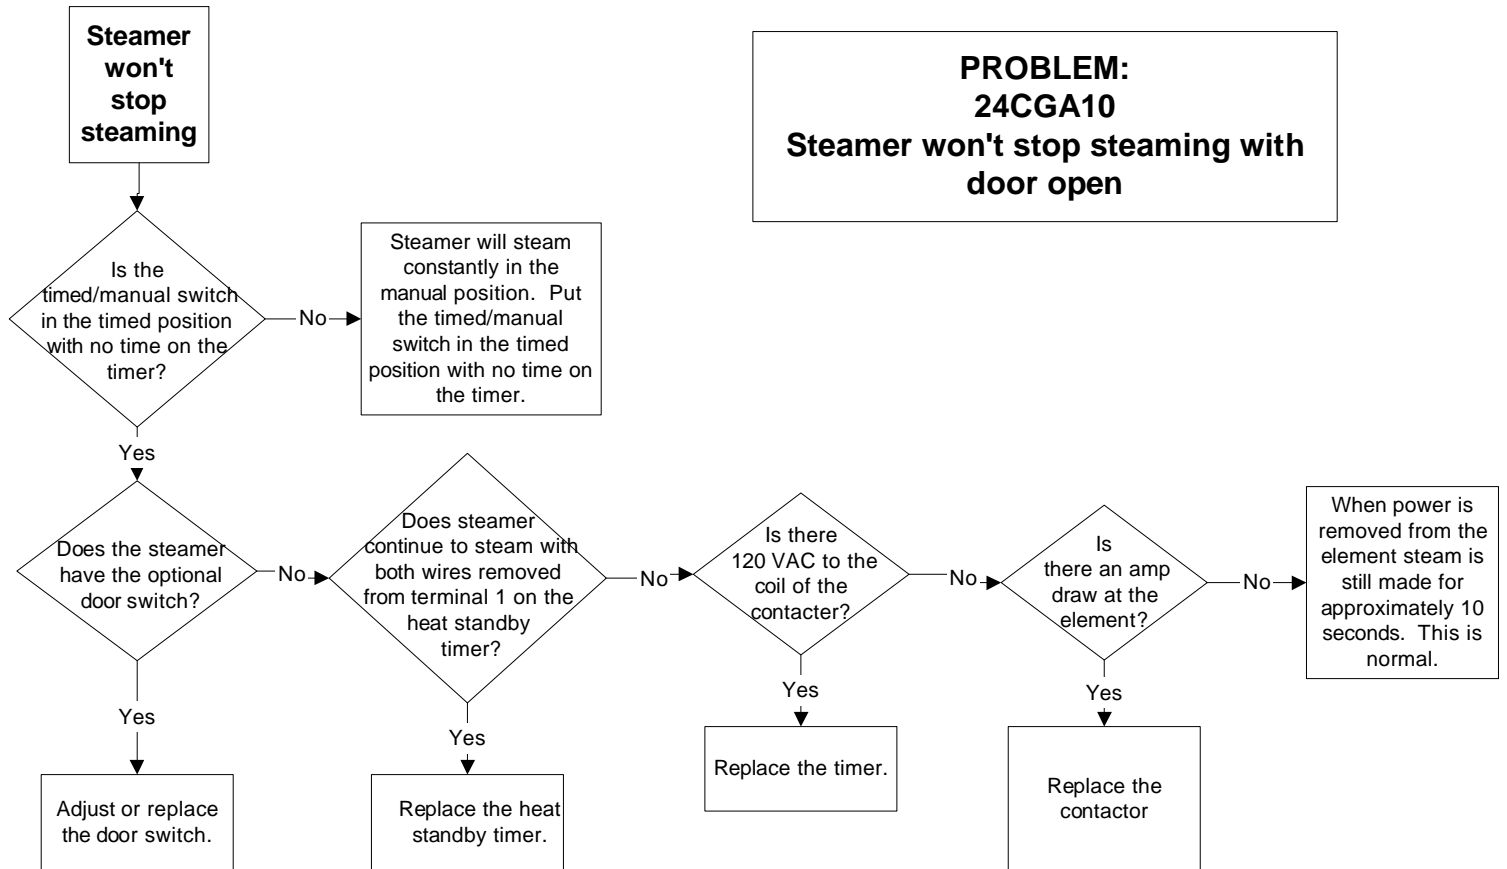 Steamer
won't
stop
steaming
PROBLEM:
24CGA10
Steamer won't stop steaming with
door open
Is the
timed/manual switch
in the timed position
with no time on the
timer?
No
Steamer will steam
constantly in the
manual position. Put
the timed/manual
switch in the timed
position with no time on
the timer.
Yes
Does the steamer
have the optional
door switch?
No
Does steamer
continue to steam with
both wires removed
from terminal 1 on the
heat standby
timer?
No
Is there
120 VAC to the
coil of the
contacter?
No
Is
there an amp
draw at the
element?
No
When power is
removed from the
element steam is
still made for
approximately 10
seconds. This is
normal.
Yes
Adjust or replace
the door switch.
Yes
Replace the heat
standby timer.
Yes
Replace the timer.
Yes
Replace the
contactor